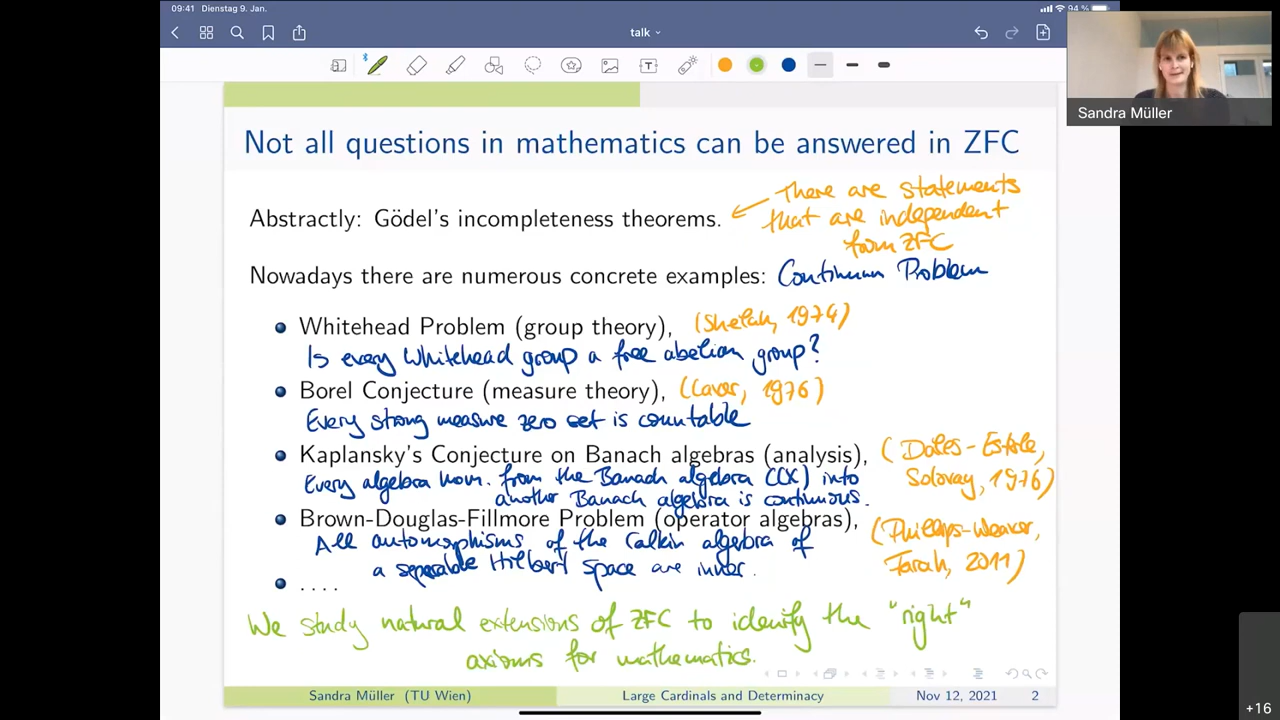 09:41 Dienstag 9. Jan.
94 %
talk
Sandra Müller
Not all questions in mathematics can be answered in ZFC
There are statements
that are independent
form ZFC
Abstractly: Gödel's incompleteness theorems.
Nowadays there are numerous concrete examples: Continuum Problem
Whitehead Problem (group theory), (Shelah, 1974)
Is every Whitehead group a free abelian group?
Borel Conjecture (measure theory), (Laver, 1976)
Every strong measure zero set is countable
Kaplansky's Conjecture on Banach algebras (analysis), (Dales-Esterle,
Solovay, 1976)
Every algebra hom. from the Banach algebra C(X) into
another Banach algebra is continuous.
Brown-Douglas-Fillmore Problem (operator algebras), (Phillips-Weaver,
Farah, 2011)
All automorphisms of the Calkin algebra of
a separable Hilbert space are inner.
. . . .
We study natural extensions of ZFC to identify the "right"
axioms for mathematics.
Sandra Müller (TU Wien) Large Cardinals and Determinacy Nov 12, 2021 2
+16